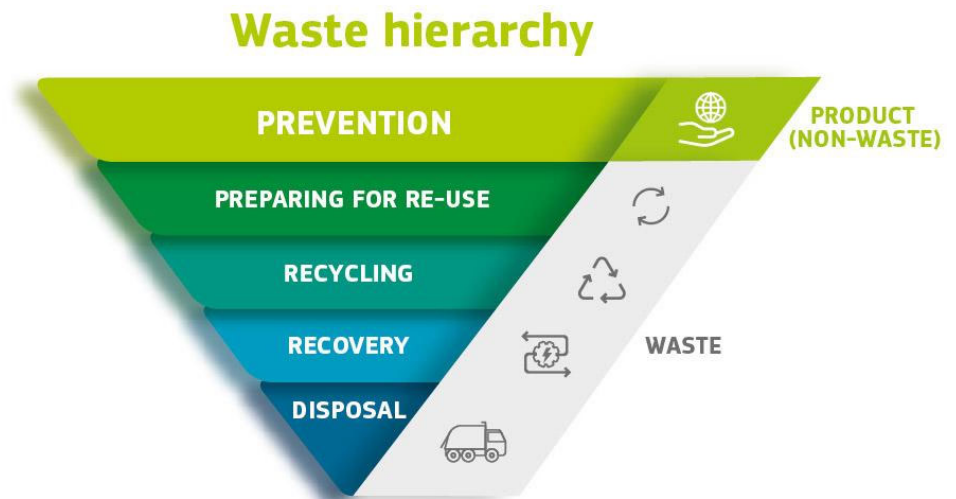 Waste hierarchy
PREVENTION
PRODUCT
(NON-WASTE)
PREPARING FOR RE-USE
RECYCLING
RECOVERY
WASTE
DISPOSAL